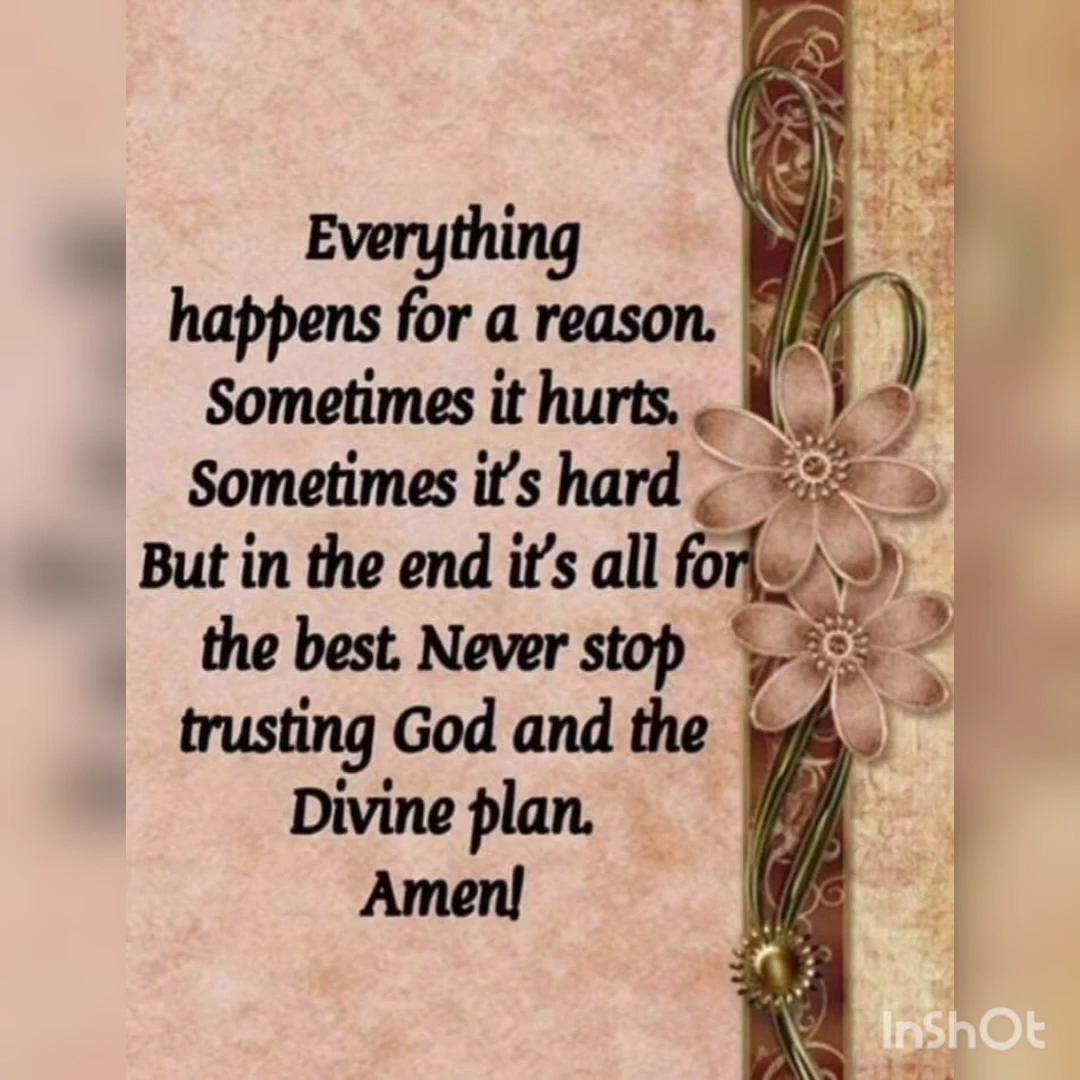 Everything
happens for a reason.
Sometimes it hurts.
Sometimes it's hard
But in the end it's all for
the best. Never stop
trusting God and the
Divine plan.
Amen!
InShOt